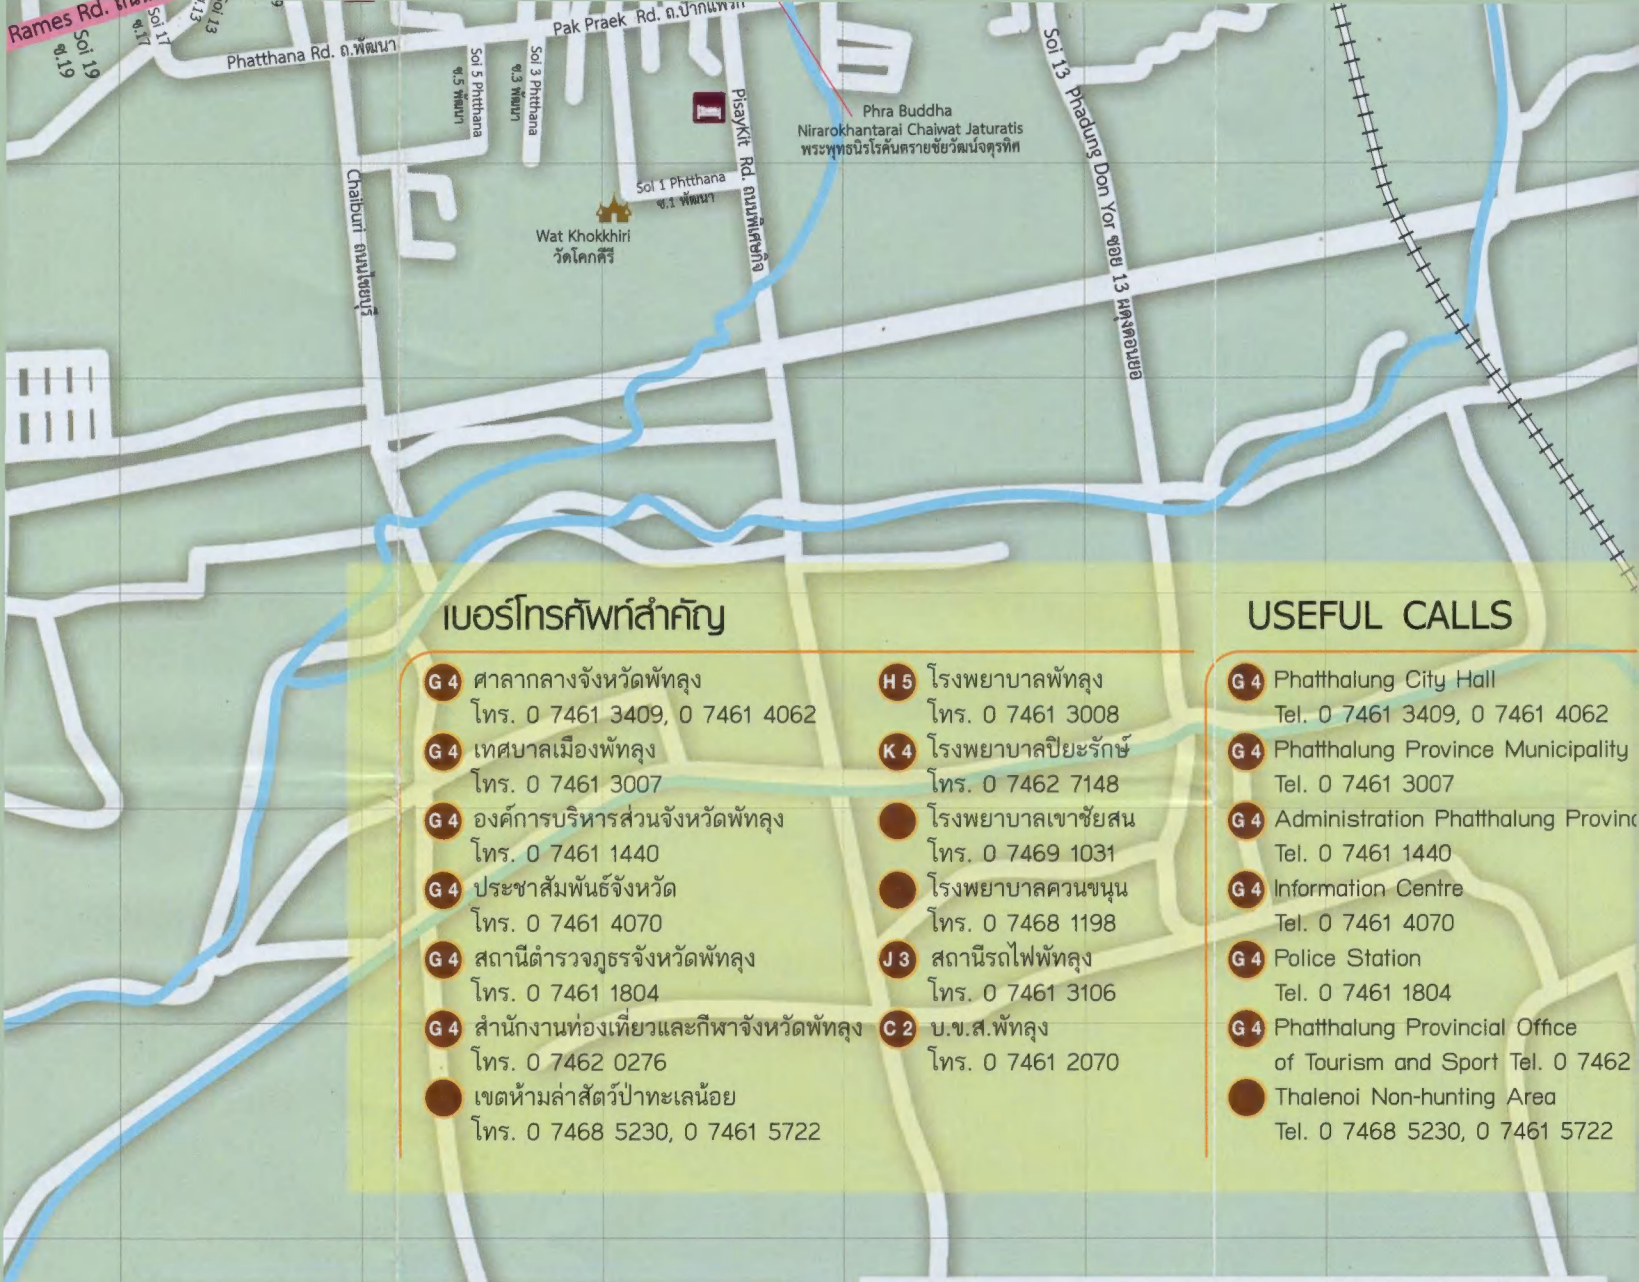 Rames Rd.
Soi 19
ซ.19
Soi 17
ซ.17
Soi 13
ซ.13
Phatthana Rd. ถ.พัฒนา
Pak Praek Rd. ถ.ปากแพรก
Soi 5 Phtthana
ซ.5 พัฒนา
Soi 3 Phtthana
ซ.3 พัฒนา
PisayKit Rd. ถนนพิเศษกิจ
Soi 1 Phtthana
ซ.1 พัฒนา
Wat Khokkhiri
วัดโคกคีรี
Chaiburi ถนนไชยบุรี
Phra Buddha
Nirarokhantarai Chaiwat Jaturatis
พระพุทธนิรโรคันตรายชัยวัฒน์จตุรทิศ
Soi 13 Phadung Don Yor ซอย 13 ผดุงดอนยอ
เบอร์โทรศัพท์สำคัญ
G 4 ศาลากลางจังหวัดพัทลุง
โทร. 0 7461 3409, 0 7461 4062
G 4 เทศบาลเมืองพัทลุง
โทร. 0 7461 3007
G 4 องค์การบริหารส่วนจังหวัดพัทลุง
โทร. 0 7461 1440
G 4 ประชาสัมพันธ์จังหวัด
โทร. 0 7461 4070
G 4 สถานีตำรวจภูธรจังหวัดพัทลุง
โทร. 0 7461 1804
G 4 สำนักงานท่องเที่ยวและกีฬาจังหวัดพัทลุง
โทร. 0 7462 0276
เขตห้ามล่าสัตว์ป่าทะเลน้อย
โทร. 0 7468 5230, 0 7461 5722
H 5 โรงพยาบาลพัทลุง
โทร. 0 7461 3008
K 4 โรงพยาบาลปิยะรักษ์
โทร. 0 7462 7148
โรงพยาบาลเขาชัยสน
โทร. 0 7469 1031
โรงพยาบาลควนขนุน
โทร. 0 7468 1198
J 3 สถานีรถไฟพัทลุง
โทร. 0 7461 3106
C 2 บ.ข.ส.พัทลุง
โทร. 0 7461 2070
USEFUL CALLS
G 4 Phatthalung City Hall
Tel. 0 7461 3409, 0 7461 4062
G 4 Phatthalung Province Municipality
Tel. 0 7461 3007
G 4 Administration Phatthalung Provinc
Tel. 0 7461 1440
G 4 Information Centre
Tel. 0 7461 4070
G 4 Police Station
Tel. 0 7461 1804
G 4 Phatthalung Provincial Office
of Tourism and Sport Tel. 0 7462
Thalenoi Non-hunting Area
Tel. 0 7468 5230, 0 7461 5722